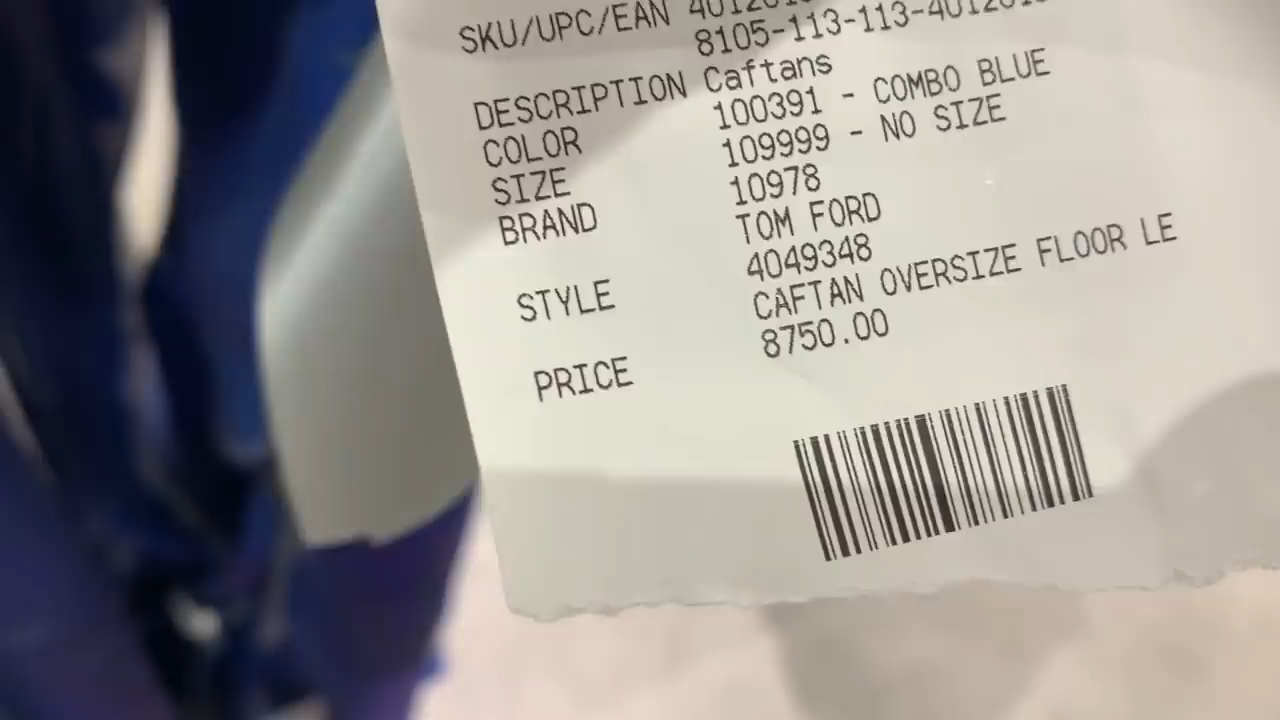 SKU/UPC/EAN
8105-113-113-
DESCRIPTION Caftans
COLOR 100391 - COMBO BLUE
SIZE 109999 - NO SIZE
BRAND 10978
TOM FORD
STYLE 4049348
CAFTAN OVERSIZE FLOOR LE
PRICE 8750.00